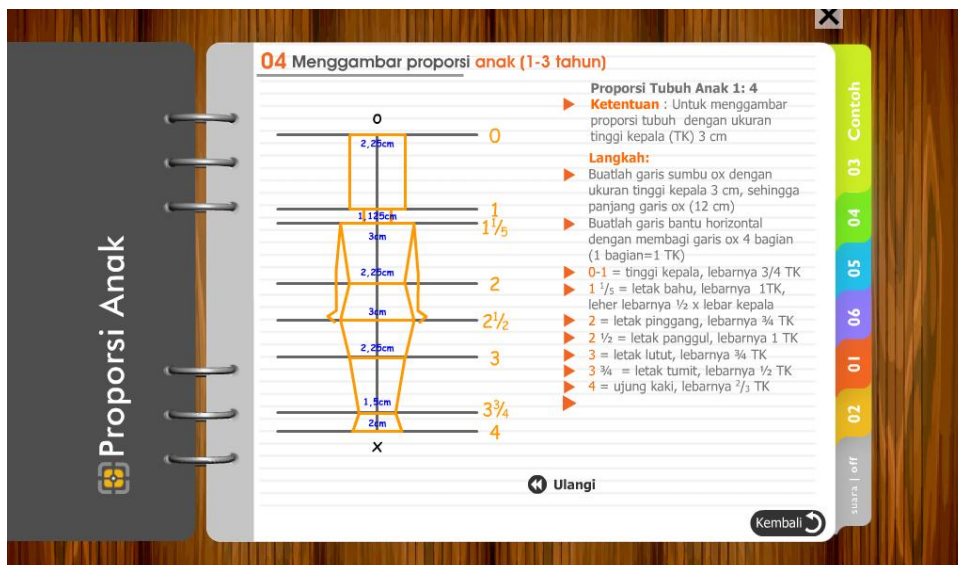 04 Menggambar proporsi anak (1-3 tahun)
O
2,25cm
0
1
1,125cm
1 1/5
3cm
2,25cm
2
3cm
2½
2,25cm
3
1,5cm
3¾
2cm
4
X
Proporsi Tubuh Anak 1: 4
Ketentuan : Untuk menggambar
proporsi tubuh dengan ukuran
tinggi kepala (TK) 3 cm
Langkah:
Buatlah garis sumbu ox dengan
ukuran tinggi kepala 3 cm, sehingga
panjang garis ox (12 cm)
Buatlah garis bantu horizontal
dengan membagi garis ox 4 bagian
(1 bagian=1 TK)
0-1 = tinggi kepala, lebarnya 3/4 TK
1 1/5 = letak bahu, lebarnya 1TK,
leher lebarnya ½ x lebar kepala
2 = letak pinggang, lebarnya ¾ TK
2 ½ = letak panggul, lebarnya 1 TK
3 = letak lutut, lebarnya ¾ TK
3 ¾ = letak tumit, lebarnya ½ TK
4 = ujung kaki, lebarnya 2/3 TK
Ulangi
Kembali
Proporsi Anak
Contoh
03
04
05
06
01
02
suara | off